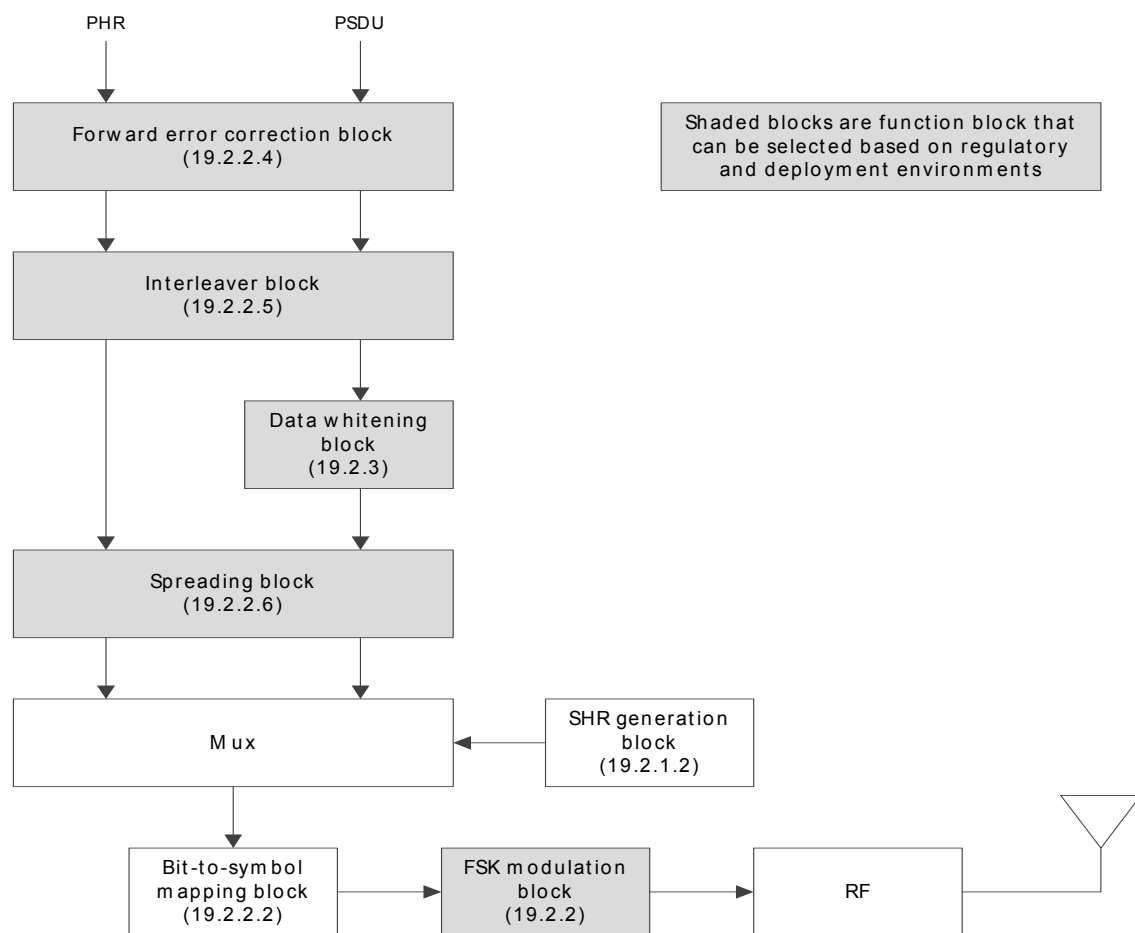 PHR
PSDU
Forward error correction block
(19.2.2.4)
Shaded blocks are function block that
can be selected based on regulatory
and deployment environments
Interleaver block
(19.2.2.5)
Data whitening
block
(19.2.3)
Spreading block
(19.2.2.6)
Mux
SHR generation
block
(19.2.1.2)
Bit-to-symbol
mapping block
(19.2.2.2)
FSK modulation
block
(19.2.2)
RF